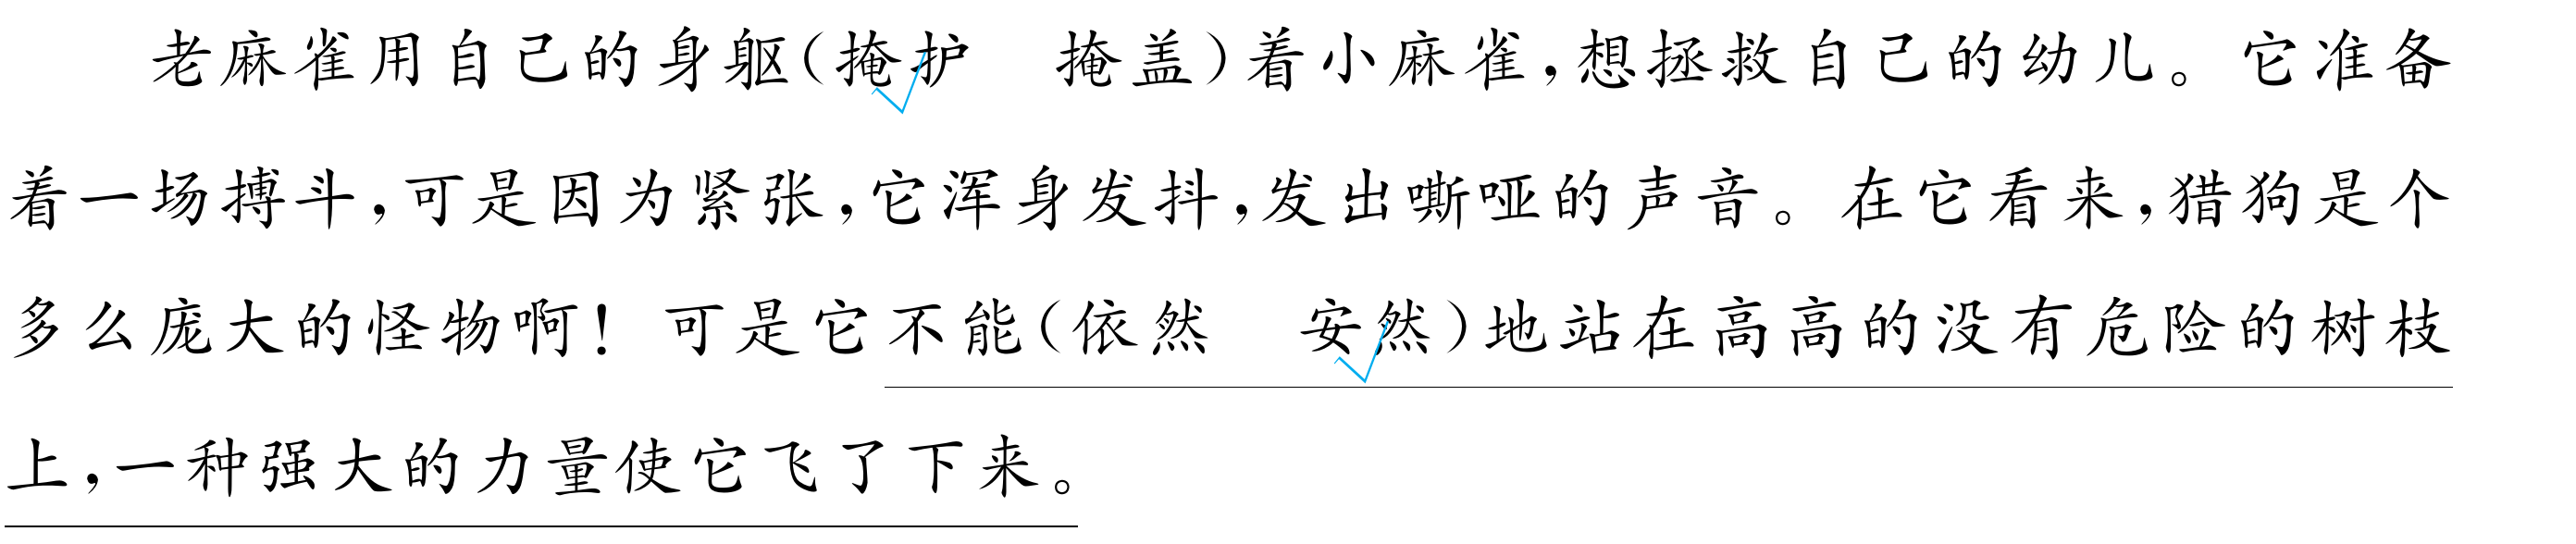 老麻雀用自己的身躯(掩护 掩盖)着小麻雀,想拯救自己的幼儿。它准备
着一场搏斗,可是因为紧张,它浑身发抖,发出嘶哑的声音。在它看来,猎狗是个
多么庞大的怪物啊!可是它不能(依然 安然)地站在高高的没有危险的树枝
上,一种强大的力量使它飞了下来。